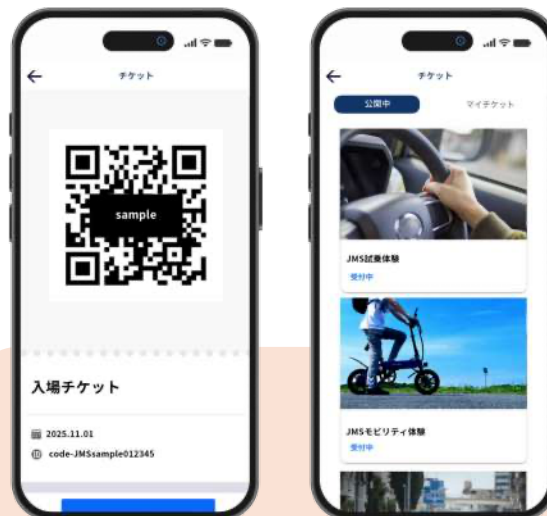 チケット
sample
入場チケット
2025.11.01
code-JMSsample012345
チケット
公開中
マイチケット
JMS試乗体験
受付中
JMSモビリティ体験
受付中